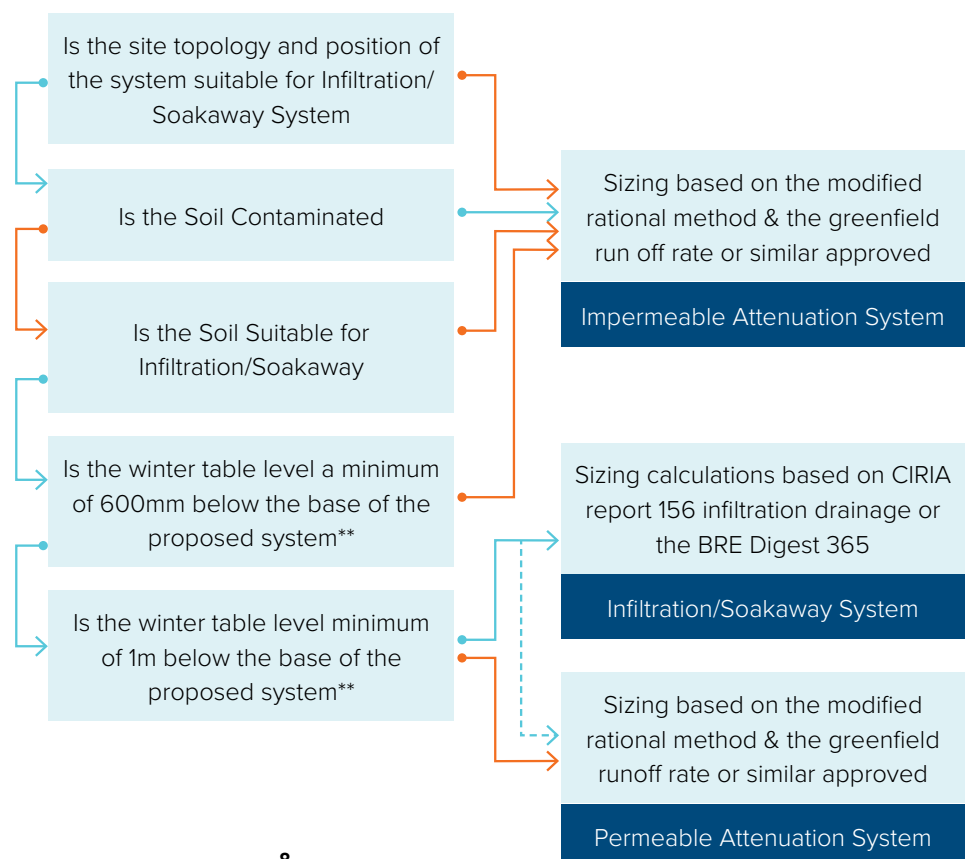 Is the site topology and position of
the system suitable for Infiltration/
Soakaway System
Is the Soil Contaminated
Is the Soil Suitable for
Infiltration/Soakaway
Is the winter table level a minimum
of 600mm below the base of the
proposed system**
Is the winter table level minimum
of 1m below the base of the
proposed system**
Sizing based on the modified
rational method & the greenfield
run off rate or similar approved
Impermeable Attenuation System
Sizing calculations based on CIRIA
report 156 infiltration drainage or
the BRE Digest 365
Infiltration/Soakaway System
Sizing based on the modified
rational method & the greenfield
runoff rate or similar approved
Permeable Attenuation System